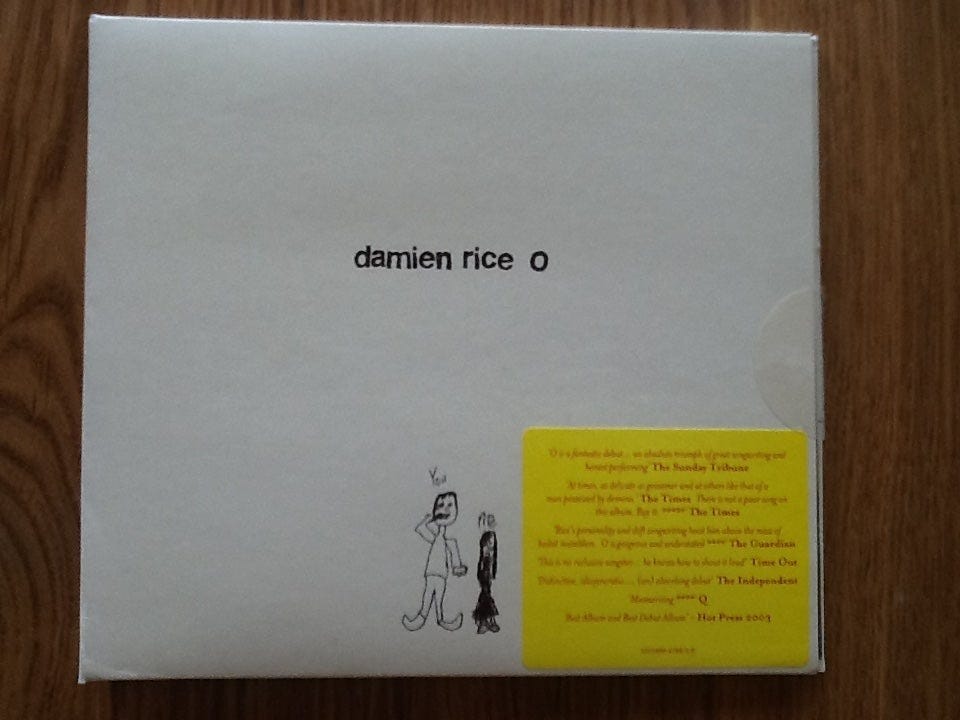 damien rice O
You
Me
'O is a fantastic debut... an absolute triumph of great songwriting and
honest performing' The Sunday Tribune
'At times, as delicate as gossamer and at others like that of a
man possessed by demons.' The Times There is not a poor song on
this album. Buy it. ***** The Times
'Rice's personality and deft songwriting hoist him above the mass of
bedsit mumblers. O is gorgeous and understated' **** The Guardian
'This is no reclusive songster... he knows how to shout it loud' Time Out
'Distinctive, idiosyncratic... [an] absorbing debut' The Independent
'Mesmerising' **** Q
'Best Album and Best Debut Album' - Hot Press 2003